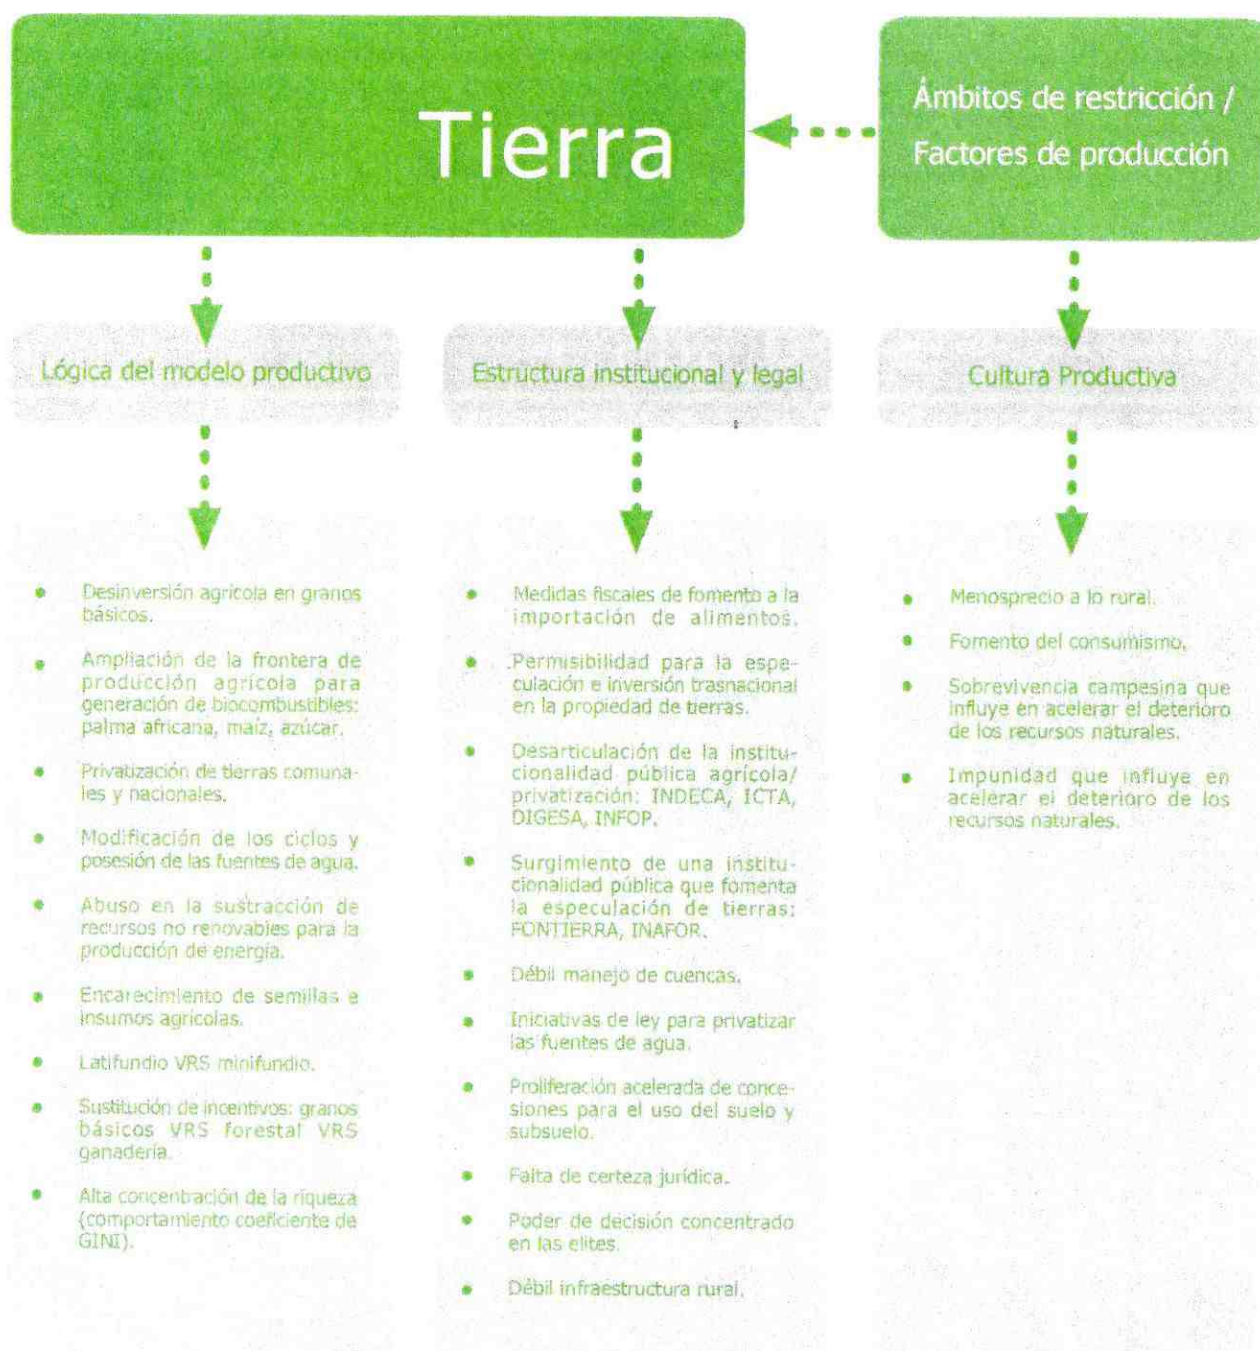 Tierra
Ámbitos de restricción /
Factores de producción
Lógica del modelo productivo
Estructura institucional y legal
Cultura Productiva
• Desinversión agrícola en granos
básicos.
• Ampliación de la frontera de
producción agrícola para
generación de biocombustibles:
palma africana, maíz, azúcar.
• Privatización de tierras comuna-
les y nacionales.
• Modificación de los ciclos y
posesión de las fuentes de agua.
• Abuso en la sustracción de
recursos no renovables para la
producción de energía.
• Encarecimiento de semillas e
insumos agrícolas.
• Latifundio VRS minifundio.
• Sustitución de incentivos: granos
básicos VRS forestal VRS
ganadería.
• Alta concentración de la riqueza
(comportamiento coeficiente de
GINI).
• Medidas fiscales de fomento a la
importación de alimentos.
• Permisibilidad para la espe-
culación e inversión trasnacional
en la propiedad de tierras.
• Desarticulación de la institu-
cionalidad pública agrícola/
privatización: INDECA, ICTA,
DIGESA, INFOP.
• Surgimiento de una institu-
cionalidad pública que fomenta
la especulación de tierras:
FONTIERRA, INAFOR.
• Débil manejo de cuencas.
• Iniciativas de ley para privatizar
las fuentes de agua.
• Proliferación acelerada de conce-
siones para el uso del suelo y
subsuelo.
• Falta de certeza jurídica.
• Poder de decisión concentrado
en las elites.
• Débil infraestructura rural.
• Menosprecio a lo rural.
• Fomento del consumismo.
• Sobrevivencia campesina que
influye en acelerar el deterioro
de los recursos naturales.
• Impunidad que influye en
acelerar el deterioro de los
recursos naturales.